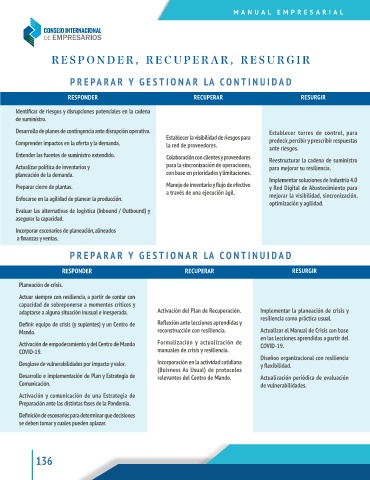 MANUAL EMPRESARIAL
CONSEJO INTERNACIONAL
DE EMPRESARIOS
RESPONDER, RECUPERAR, RESURGIR
PREPARAR Y GESTIONAR LA CONTINUIDAD
RESPONDER
RECUPERAR
RESURGIR
Identificar de riesgos y disrupciones potenciales en la cadena
de suministro.
Desarrollo de planes de contingencia ante disrupción operativa.
Comprender impactos en la oferta y la demanda.
Entender las fuentes de suministro extendido.
Actualizar política de inventarios y
planeación de la demanda.
Preparar cierre de plantas.
Enfocarse en la agilidad de planear la producción.
Evaluar las alternativas de logística (Inbound / Outbound) y
asegurar la capacidad.
Incorporar escenarios de planeación, alineados
a finanzas y ventas.
Establecer la visibilidad de riesgos para
la red de proveedores.
Colaboración con clientes y proveedores
para la sincronización de operaciones,
con base en prioridades y limitaciones.
Manejo de inventario y flujo de efectivo
a través de una ejecución ágil.
Establecer torres de control, para
predecir, percibir y prescribir respuestas
ante riesgos.
Reestructurar la cadena de suministro
para mejorar su resiliencia.
Implementar soluciones de Industria 4.0
y Red Digital de Abastecimiento para
mejorar la visibilidad, sincronización,
optimización y agilidad.
PREPARAR Y GESTIONAR LA CONTINUIDAD
RESPONDER
RECUPERAR
RESURGIR
Planeación de crisis.
Actuar siempre con resiliencia, a partir de contar con
capacidad de sobreponerse a momentos críticos y
adaptarse a alguna situación inusual e inesperada.
Definir equipo de crisis (y suplentes) y un Centro de
Mando.
Activación de empoderamiento y del Centro de Mando
COVID-19.
Desglose de vulnerabilidades por impacto y valor.
Desarrollo e implementación de Plan y Estrategia de
Comunicación.
Activación y comunicación de una Estrategia de
Preparación ante las distintas fases de la Pandemia.
Definición de escenarios para determinar que decisiones
se deben tomar y cuales pueden aplazar.
Activación del Plan de Recuperación.
Reflexión ante lecciones aprendidas y
reconstrucción con resiliencia.
Formalización y actualización de
manuales de crisis y resiliencia.
Incorporación en la actividad cotidiana
(Buisness As Usual) de protocolos
relevantes del Centro de Mando.
Implementar la planeación de crisis y
resiliencia como práctica usual.
Actualizar el Manual de Crisis con base
en las lecciones aprendidas a partir del
COVID-19.
Diseñoo organizacional con resiliencia
y flxibilidad.
Actualización periódica de evaluación
de vulnerabilidades.
136